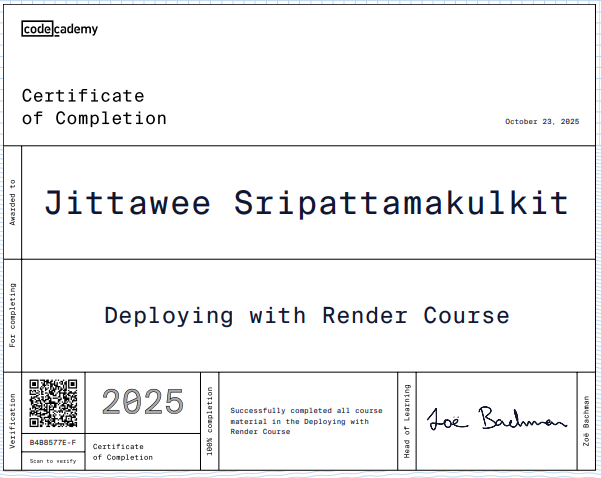 codecademy
Certificate
of Completion
October 23, 2025
Awarded to
Jittawee Sripattamakulkit
For completing
Deploying with Render Course
Verification
B4B8577E-F
Scan to verify
2025
Certificate
of Completion
100% completion
Successfully completed all course
material in the Deploying with
Render Course
Head of Learning
Zoë Bachman
Zoë Bachman